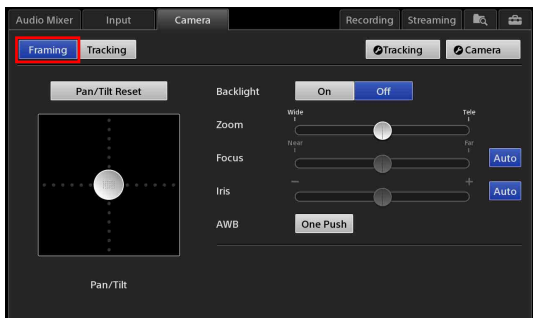 Audio Mixer Input Camera Recording Streaming
Framing Tracking Tracking Camera
Pan/Tilt Reset
Backlight On Off
Wide Tele
Zoom
Near Far
Focus Auto
− +
Iris Auto
AWB One Push
Pan/Tilt